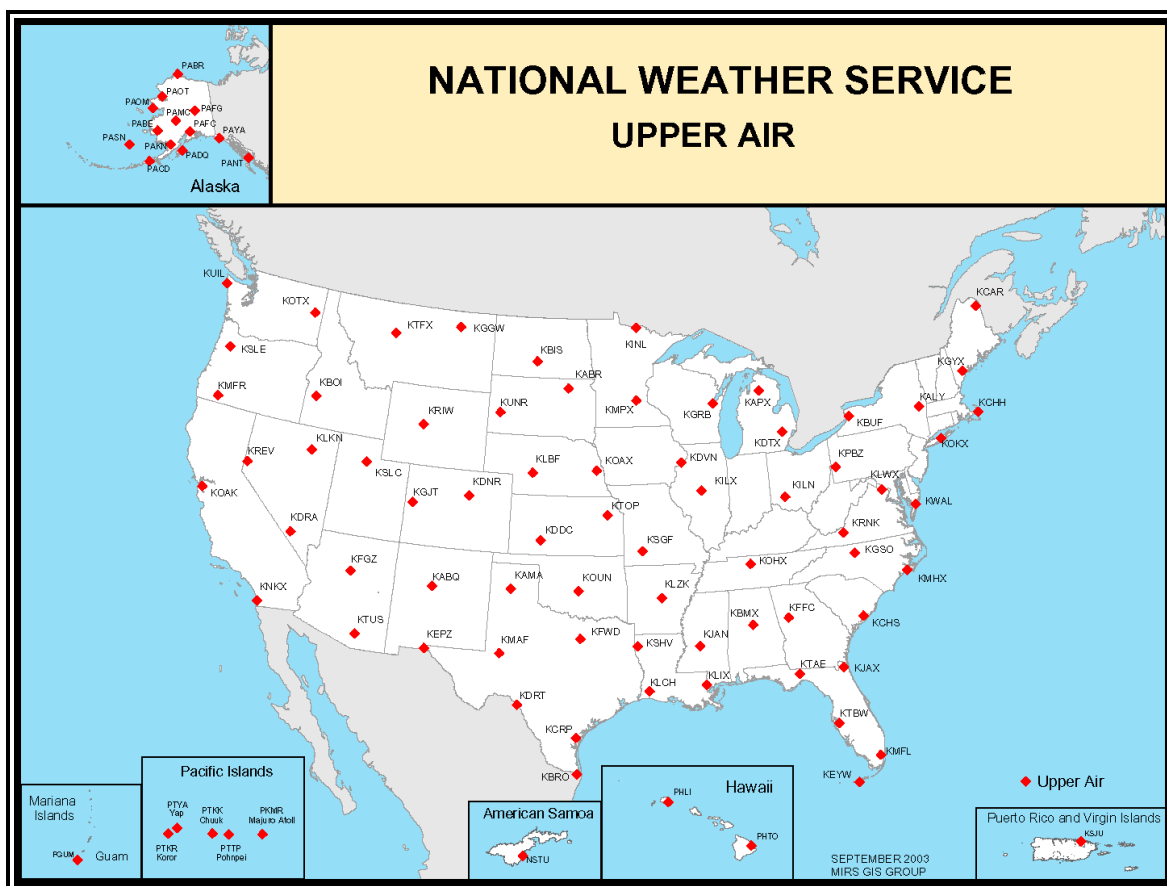 NATIONAL WEATHER SERVICE
UPPER AIR
PABR
PAOT
PAOM
PAMC
PAFG
PABE
PAFC
PASN
PAYA
PAKN
PADQ
PACD
PANT
Alaska
KUIL
KOTX
KTFX
KGGW
KINL
KCAR
KSLE
KBIS
KGYX
KMFR
KBOI
KABR
KRIW
KUNR
KMPX
KGRB
KAPX
KALY
KCHH
KBUF
KDTX
KOKX
KREV
KLKN
KSLC
KLBF
KOAX
KDVN
KPBZ
KOAK
KGJT
KDNR
KILX
KILN
KLWX
KTOP
KWAL
KDRA
KDDC
KSGF
KRNK
KFGZ
KOHX
KGSO
KNKX
KABQ
KAMA
KOUN
KLZK
KMHX
KTUS
KEPZ
KMAF
KFWD
KSHV
KJAN
KBMX
KFFC
KCHS
KDRT
KLCH
KLIX
KTAE
KJAX
KCRP
KTBW
KBRO
KMFL
KEYW
Upper Air
Mariana
Islands
FGUM
Guam
Pacific Islands
PTYA
Yap
PTKK
Chuuk
PKMR
Majuro Atoll
PTKR
Koror
PTTP
Pohnpei
American Samoa
NSTU
Hawaii
PHLI
PHTO
SEPTEMBER 2003
MIRS GIS GROUP
Puerto Rico and Virgin Islands
KSJU